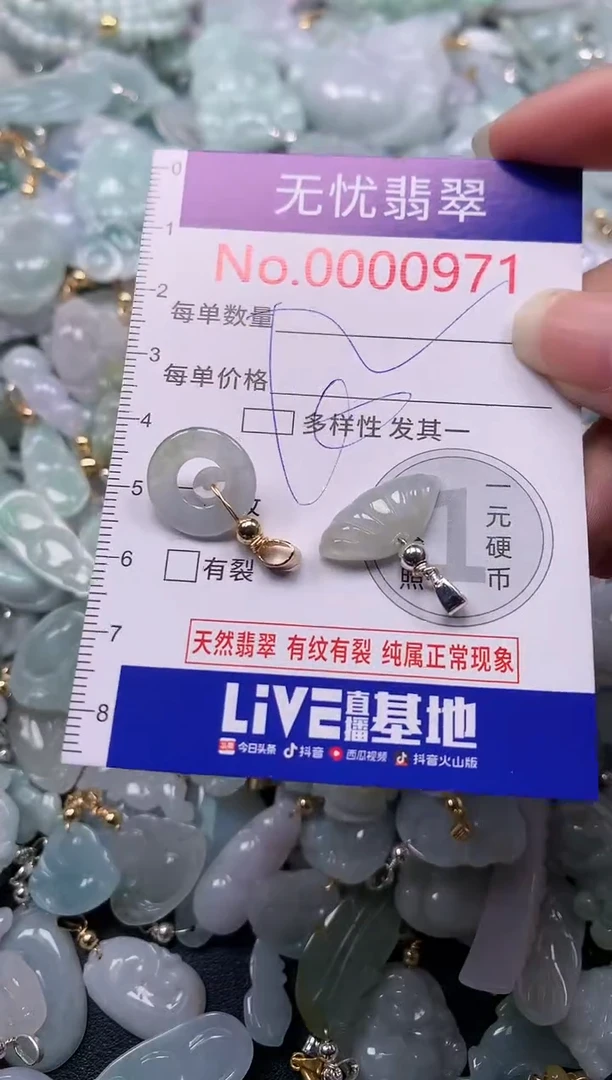 0
无忧翡翠
1
No.0000971
2
每单数量
3
每单价格
4
多样性 发其一
5
一元硬币
1
照
6
有裂
7
天然翡翠 有纹有裂 纯属正常现象
8
LiVE直播基地
今日头条 抖音 西瓜视频 抖音火山版